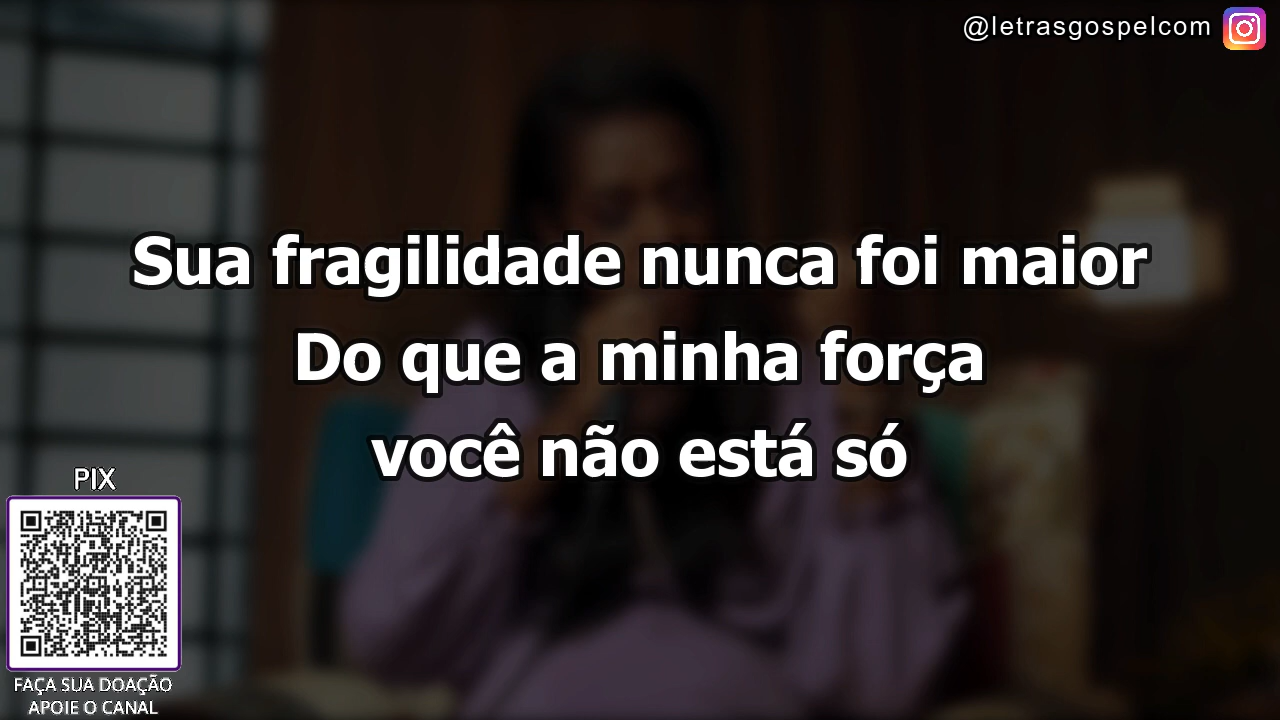 @letrasgospelcom
Sua fragilidade nunca foi maior
Do que a minha força
você não está só
PIX
FAÇA SUA DOAÇÃO
APOIE O CANAL